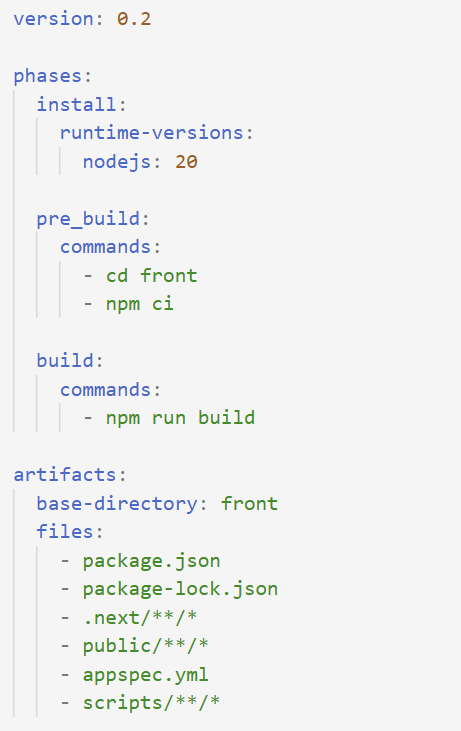 version: 0.2
phases:
install:
runtime-versions:
nodejs: 20
pre_build:
commands:
- cd front
- npm ci
build:
commands:
- npm run build
artifacts:
base-directory: front
files:
- package.json
- package-lock.json
- .next/**/*
- public/**/*
- appspec.yml
- scripts/**/*